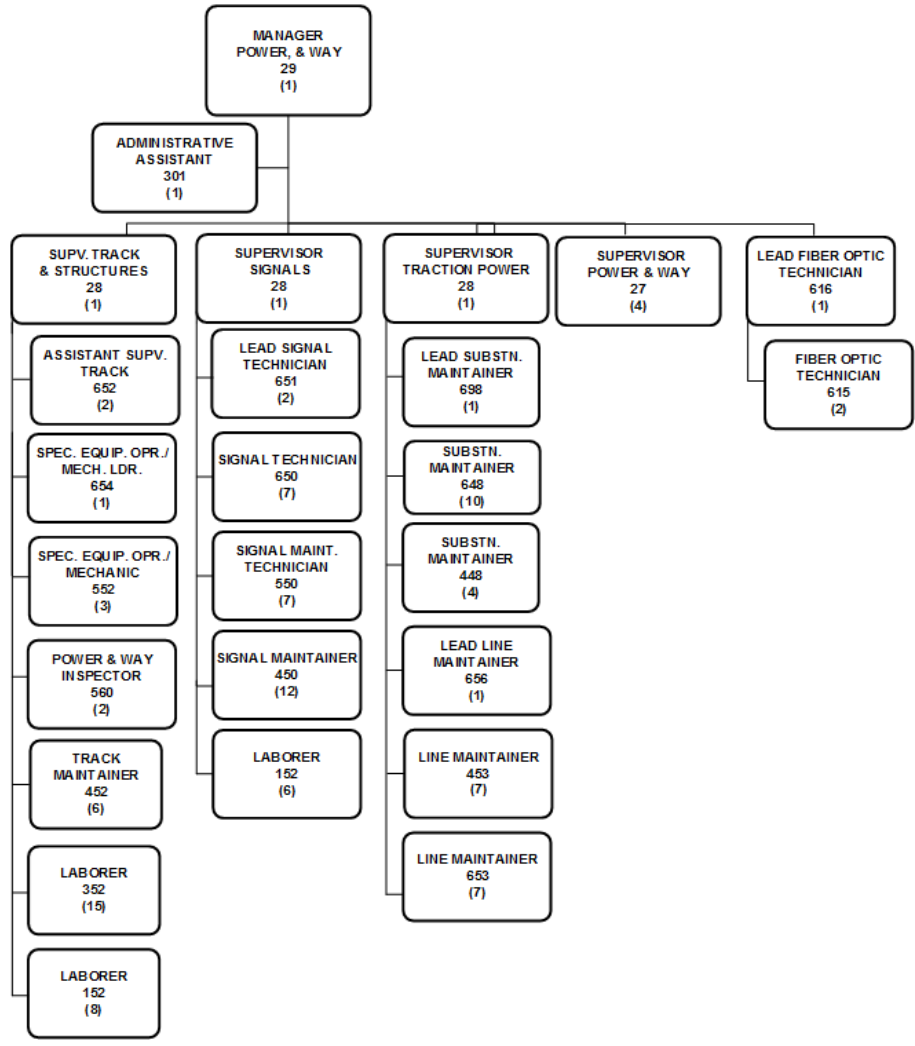 MANAGER
POWER, & WAY
29
(1)
ADMINISTRATIVE
ASSISTANT
301
(1)
SUPV. TRACK
& STRUCTURES
28
(1)
ASSISTANT SUPV.
TRACK
652
(2)
SPEC. EQUIP. OPR./
MECH. LDR.
654
(1)
SPEC. EQUIP. OPR./
MECHANIC
552
(3)
POWER & WAY
INSPECTOR
560
(2)
TRACK
MAINTAINER
452
(6)
LABORER
352
(15)
LABORER
152
(8)
SUPERVISOR
SIGNALS
28
(1)
LEAD SIGNAL
TECHNICIAN
651
(2)
SIGNAL TECHNICIAN
650
(7)
SIGNAL MAINT.
TECHNICIAN
550
(7)
SIGNAL MAINTAINER
450
(12)
LABORER
152
(6)
SUPERVISOR
TRACTION POWER
28
(1)
LEAD SUBSTN.
MAINTAINER
698
(1)
SUBSTN.
MAINTAINER
648
(10)
SUBSTN.
MAINTAINER
448
(4)
LEAD LINE
MAINTAINER
656
(1)
LINE MAINTAINER
453
(7)
LINE MAINTAINER
653
(7)
SUPERVISOR
POWER & WAY
27
(4)
LEAD FIBER OPTIC
TECHNICIAN
616
(1)
FIBER OPTIC
TECHNICIAN
615
(2)